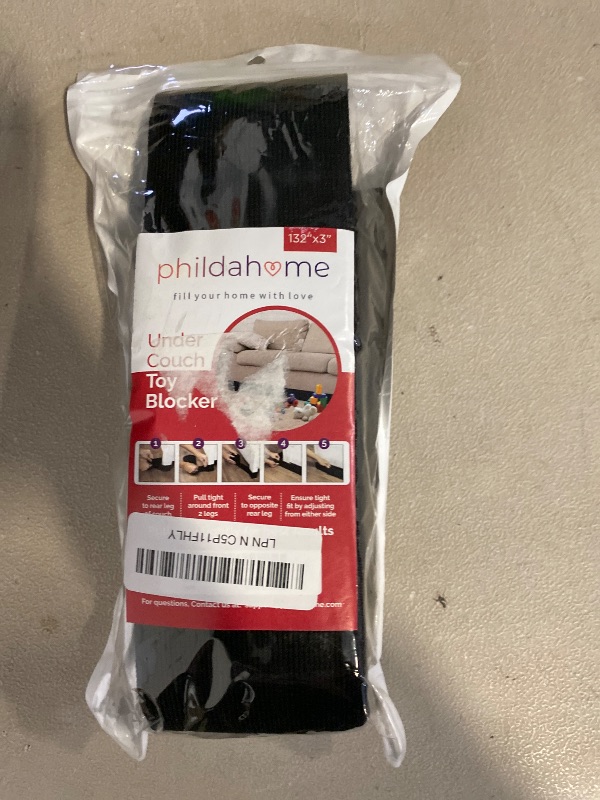 132"x3"
phildahome
fill your home with love
Under
Couch
Toy
Blocker
1 2 3 4 5
Secure
to rear leg
Pull tight
around front
2 legs
Secure
to opposite
rear leg
Ensure tight
fit by adjusting
from either side
LPN N C5P11FHLY
For questions, Contact us at: